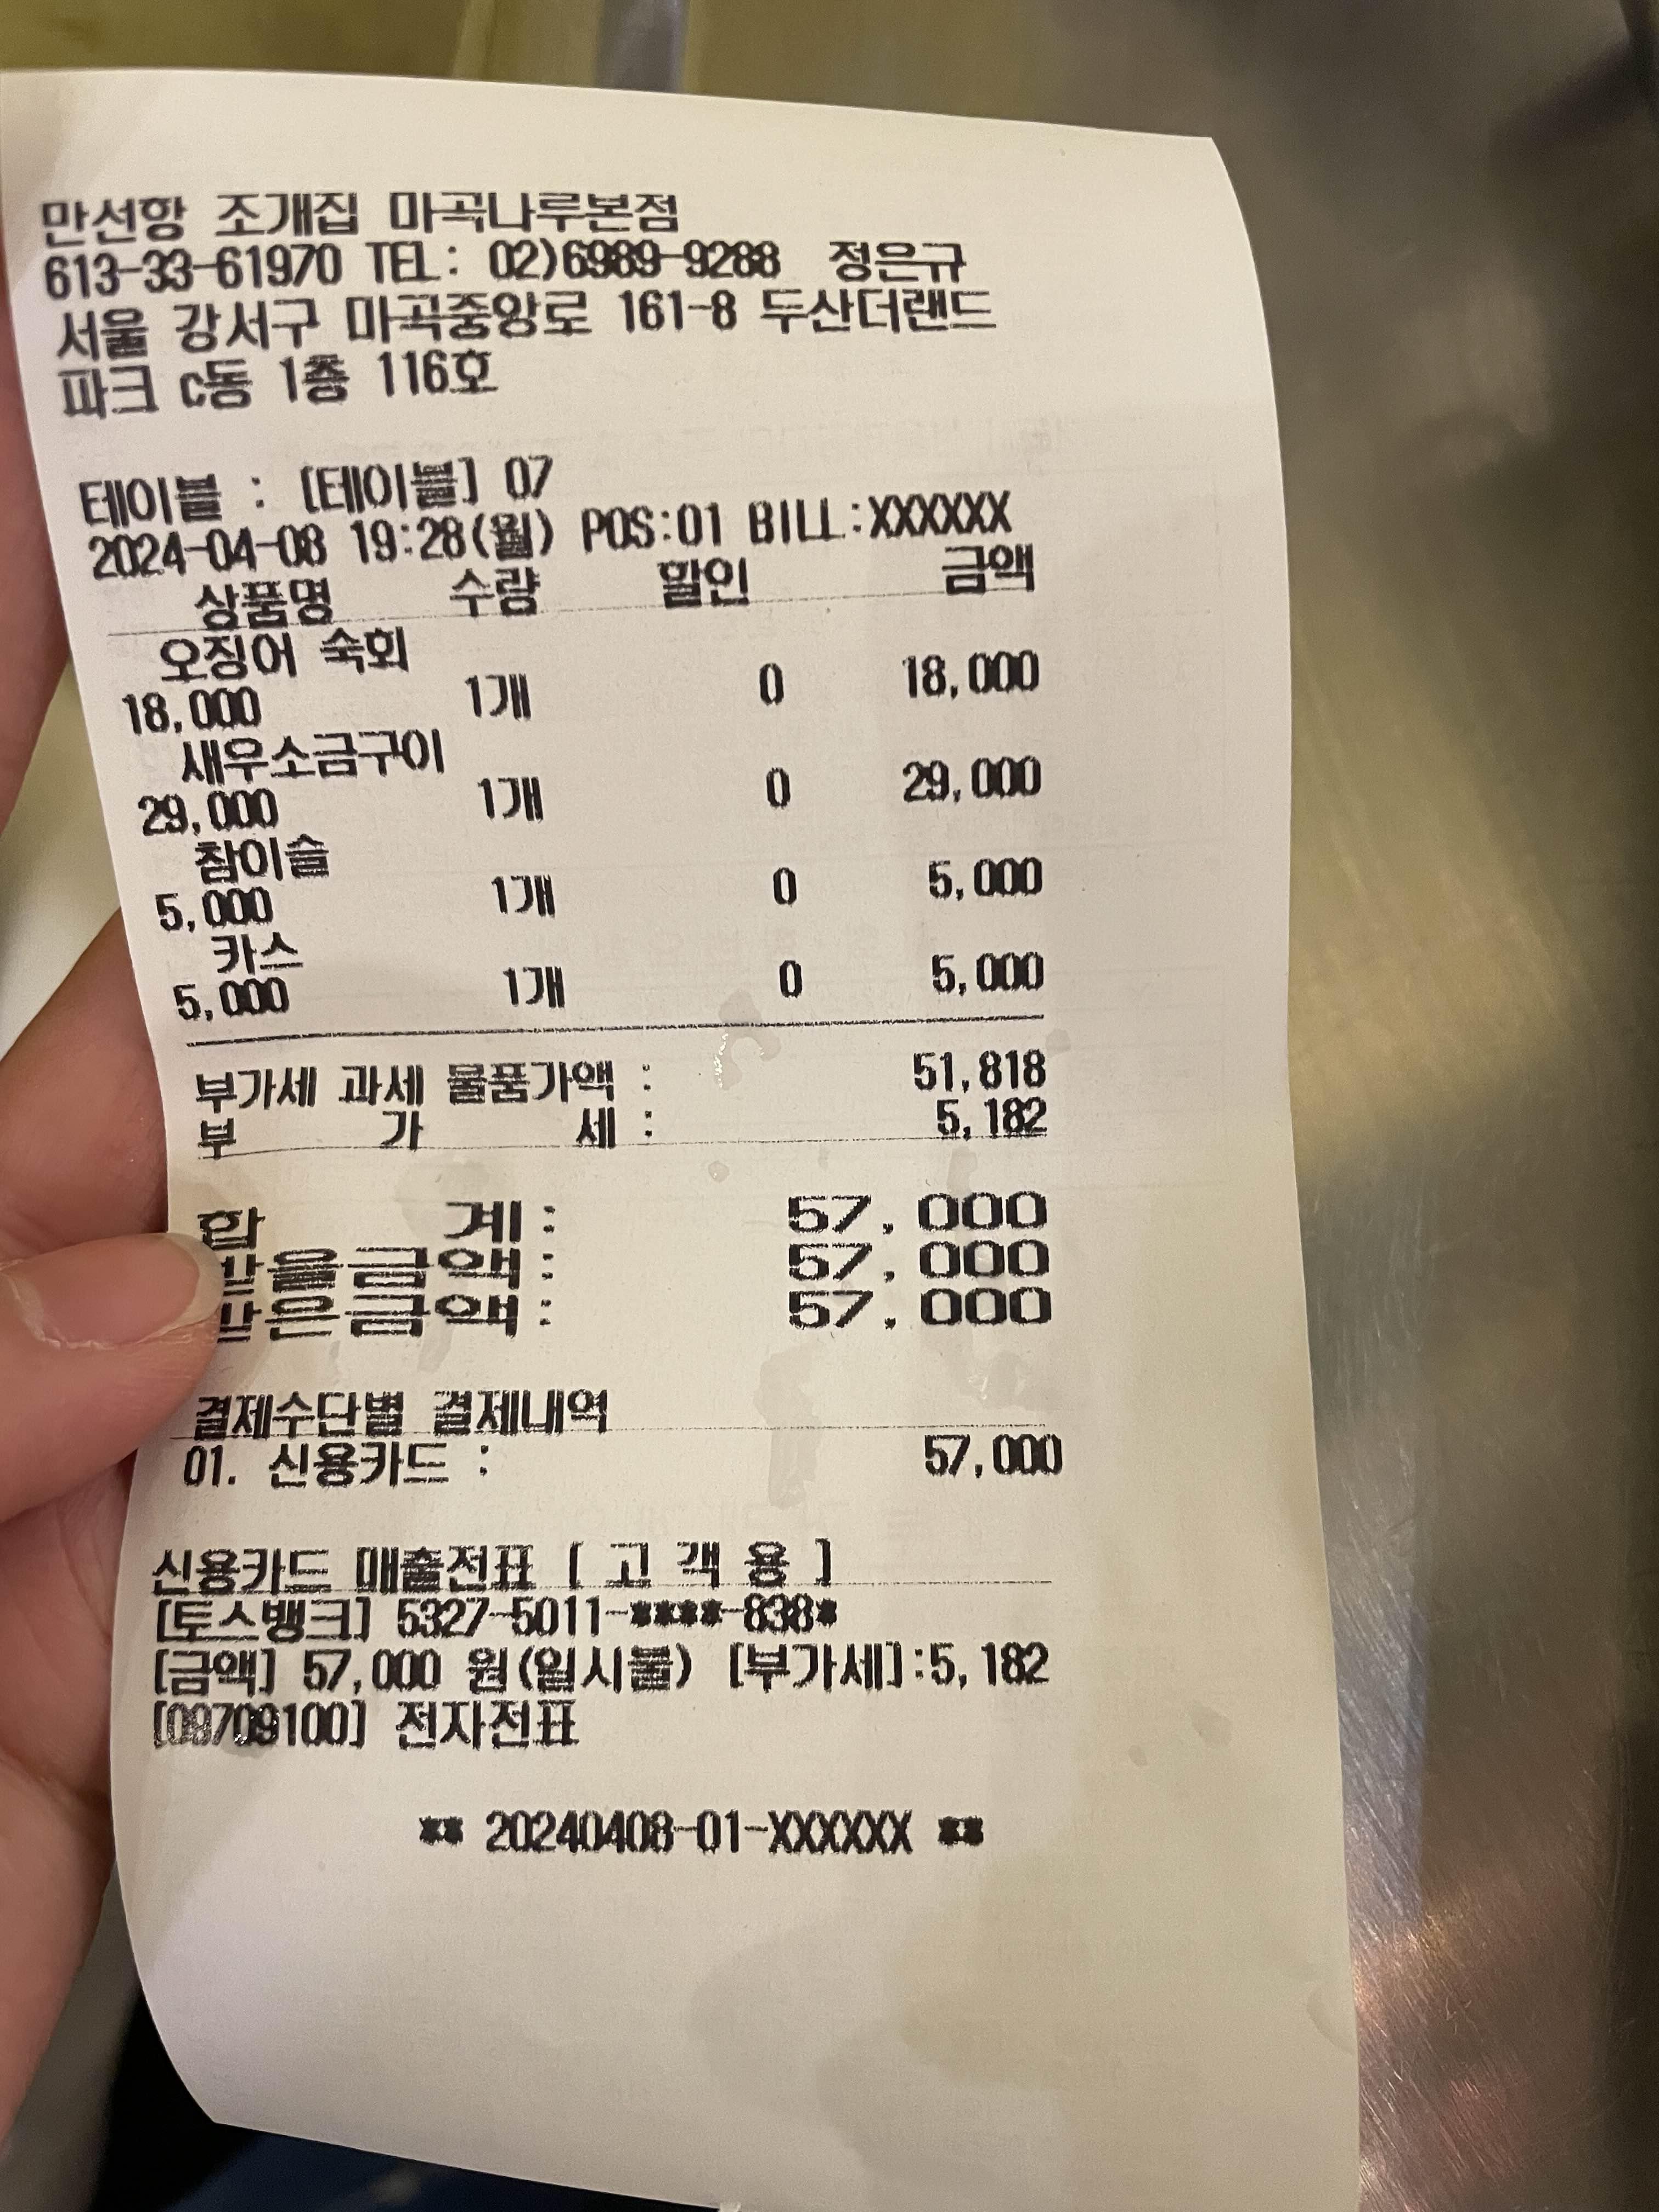 만선항 조개집 마곡나루본점
613-33-61970 TEL: 02)6989-9288 정은규
서울 강서구 마곡중앙로 161-8 두산더랜드
파크 c동 1층 116호
테이블 : [테이블] 07
2024-04-08 19:28(월) POS:01 BILL:XXXXXX
상품명 수량 할인 금액
오징어 숙회
18,000 1개 0 18,000
새우소금구이
29,000 1개 0 29,000
참이슬
5,000 1개 0 5,000
카스
5,000 1개 0 5,000
부가세 과세 물품가액 : 51,818
부 가 세 : 5,182
합 계 : 57,000
받을금액 : 57,000
받은금액 : 57,000
결제수단별 결제내역
01. 신용카드 : 57,000
신용카드 매출전표 [ 고 객 용 ]
[토스뱅크] 5327-5011-****-838*
[금액] 57,000 원(일시불) [부가세]:5,182
[09709100] 전자전표
** 20240408-01-XXXXXX **